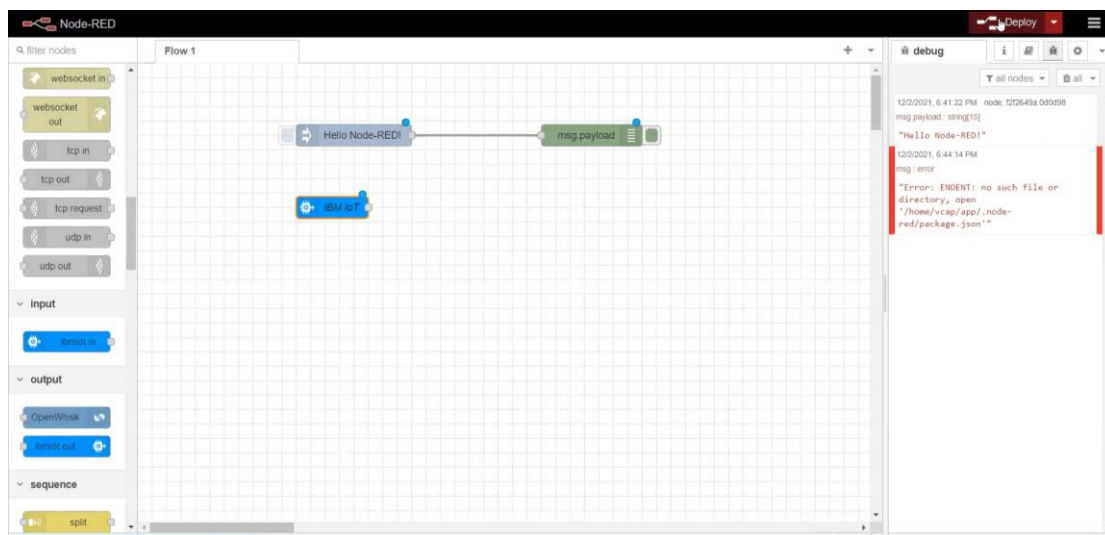 Node-RED
Deploy
filter nodes
Flow 1
debug
i
all nodes
all
websocket in
websocket
out
tcp in
tcp out
tcp request
udp in
udp out
input
ibmiot in
output
OpenWhisk
ibmiot out
sequence
split
Hello Node-RED!
msg.payload
IBM IoT
12/2/2021, 6:41:22 PM node: f2f2649a.0d0d98
msg.payload : string[15]
"Hello Node-RED!"
12/2/2021, 6:44:14 PM
msg : error
"Error: ENOENT: no such file or
directory, open
'/home/vcap/app/.node-
red/package.json'"